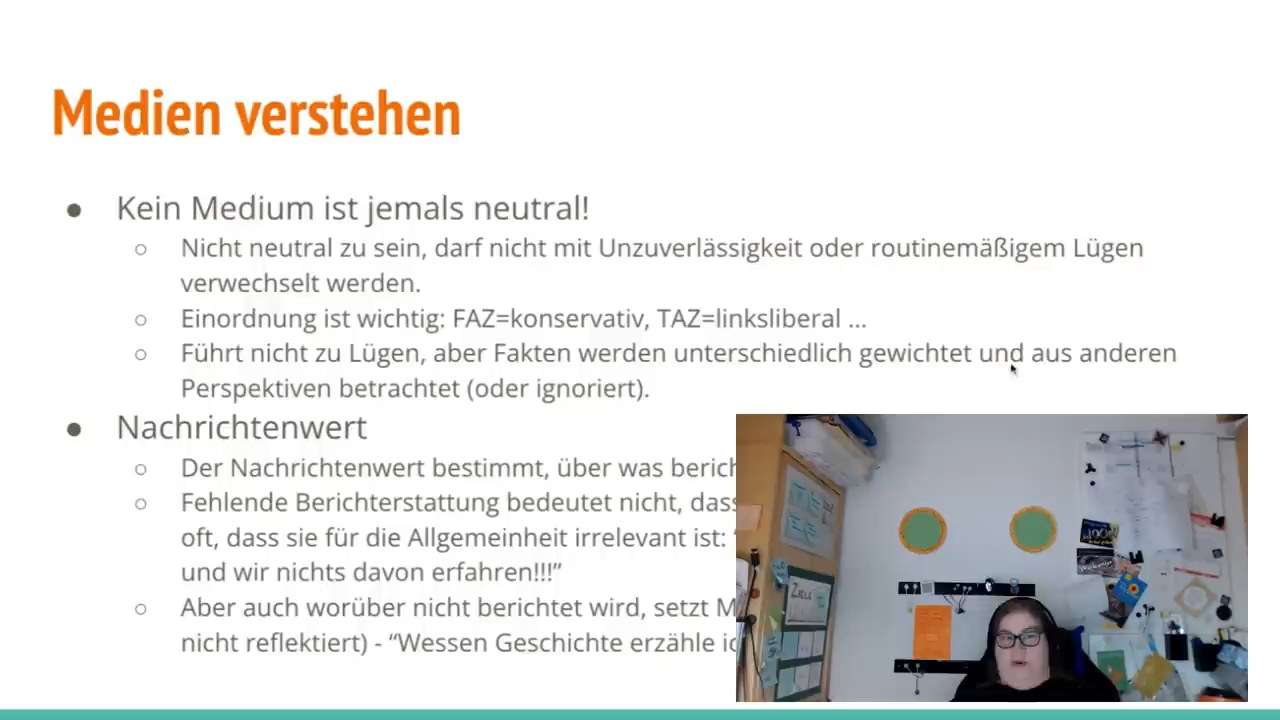 Medien verstehen
● Kein Medium ist jemals neutral!
○ Nicht neutral zu sein, darf nicht mit Unzuverlässigkeit oder routinemäßigem Lügen
verwechselt werden.
○ Einordnung ist wichtig: FAZ=konservativ, TAZ=linksliberal ...
○ Führt nicht zu Lügen, aber Fakten werden unterschiedlich gewichtet und aus anderen
Perspektiven betrachtet (oder ignoriert).
● Nachrichtenwert
○ Der Nachrichtenwert bestimmt, über was berich
○ Fehlende Berichterstattung bedeutet nicht, dass
oft, dass sie für die Allgemeinheit irrelevant ist: “
und wir nichts davon erfahren!!!”
○ Aber auch worüber nicht berichtet wird, setzt M
nicht reflektiert) - “Wessen Geschichte erzähle ic
ZIELE